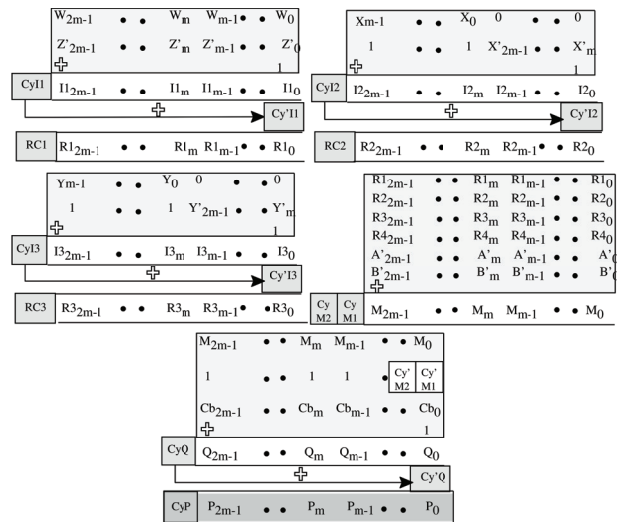 W2m-1 • • Wm Wm-1 • • W0
Z'2m-1 • • Z'm Z'm-1 • • Z'0
1
CyI1 I12m-1 • • I1m I1m-1 • • I10
Cy'I1
RC1 R12m-1 • • R1m R1m-1 • • R10
Xm-1 • • X0 0 • • 0
1 • • 1 X'2m-1 • • X'm
1
CyI2 I22m-1 • • I2m I2m-1 • • I20
Cy'I2
RC2 R22m-1 • • R2m R2m-1 • • R20
Ym-1 • • Y0 0 • • 0
1 • • 1 Y'2m-1 • • Y'm
1
CyI3 I32m-1 • • I3m I3m-1 • • I30
Cy'I3
RC3 R32m-1 • • R3m R3m-1 • • R30
R12m-1 • • R1m R1m-1 • • R10
R22m-1 • • R2m R2m-1 • • R20
R32m-1 • • R3m R3m-1 • • R30
R42m-1 • • R4m R4m-1 • • R40
A'2m-1 • • A'm A'm-1 • • A'0
B'2m-1 • • B'm B'm-1 • • B'0
Cy M2 Cy M1 M2m-1 • • Mm Mm-1 • • M0
M2m-1 • • Mm Mm-1 • • M0
1 • • 1 1 • Cy' M2 Cy' M1
Cb2m-1 • • Cbm Cbm-1 • • Cb0
1
CyQ Q2m-1 • • Qm Qm-1 • • Q0
Cy'Q
CyP P2m-1 • • Pm Pm-1 • • P0